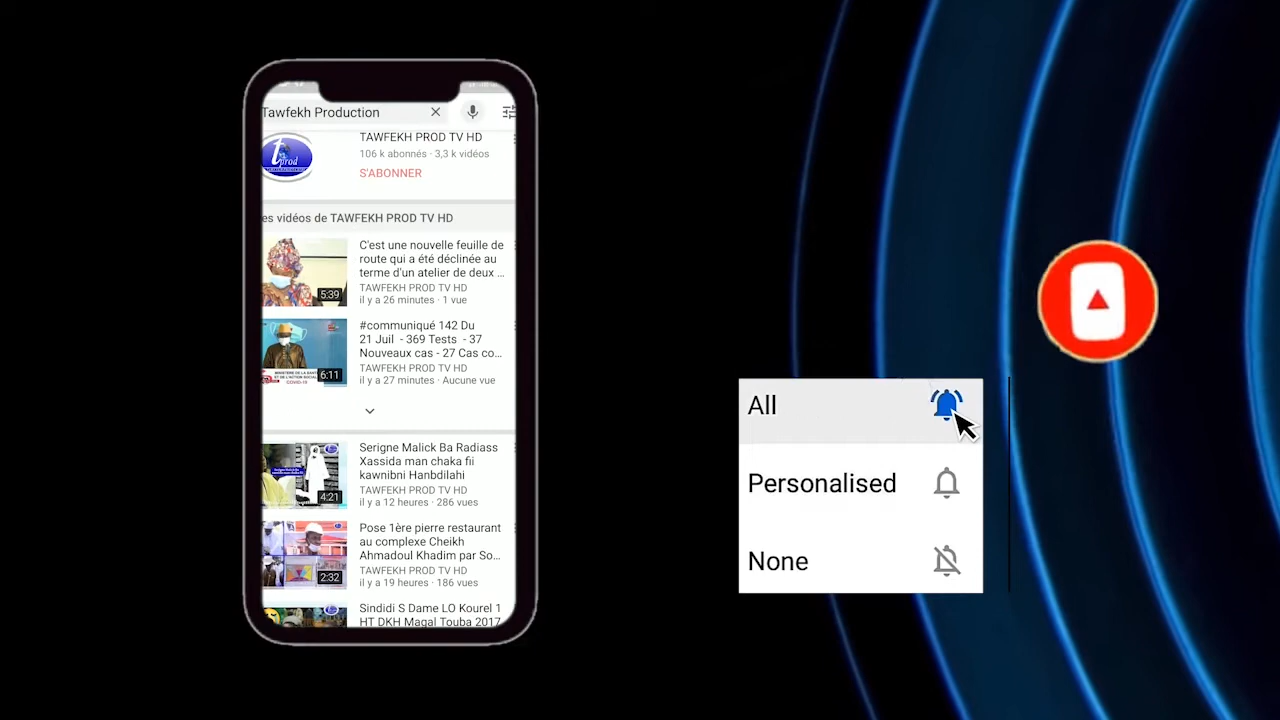 Tawfekh Production
TAWFEKH PROD TV HD
106 k abonnés · 3,3 k vidéos
S'ABONNER
tprod
es vidéos de TAWFEKH PROD TV HD
C'est une nouvelle feuille de
route qui a été déclinée au
terme d'un atelier de deux ...
TAWFEKH PROD TV HD
il y a 26 minutes · 1 vue
5:39
#communiqué 142 Du
21 Juil - 369 Tests - 37
Nouveaux cas - 27 Cas co...
TAWFEKH PROD TV HD
il y a 27 minutes · Aucune vue
6:11
Serigne Malick Ba Radiass
Xassida man chaka fii
kawnibni Hanbdilahi
TAWFEKH PROD TV HD
il y a 12 heures · 286 vues
4:21
Pose 1ère pierre restaurant
au complexe Cheikh
Ahmadoul Khadim par So...
TAWFEKH PROD TV HD
il y a 19 heures · 186 vues
2:32
Sindidi S Dame LO Kourel 1
HT DKH Magal Touba 2017
All
Personalised
None